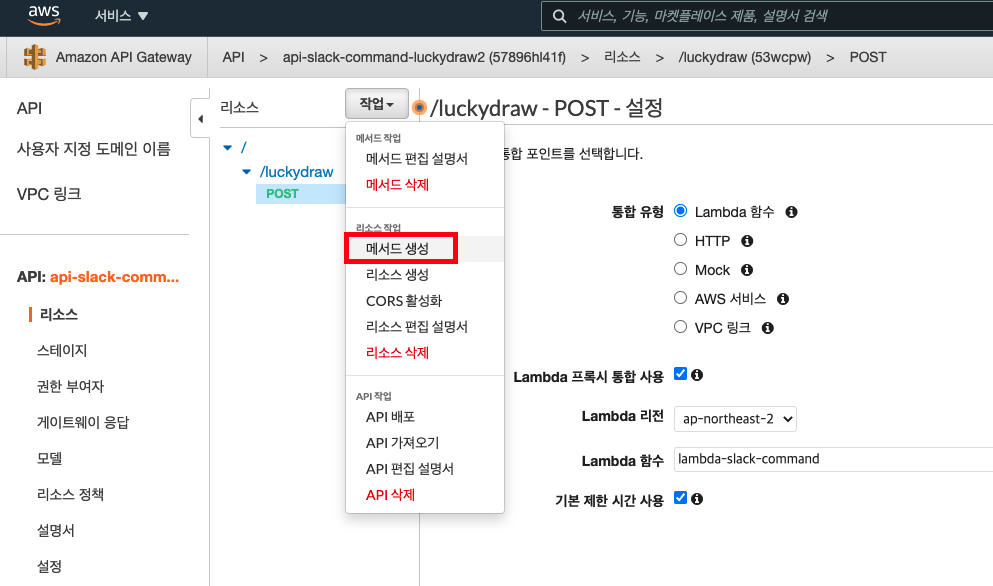 aws 서비스 ▼ 서비스, 기능, 마켓플레이스 제품, 설명서 검색
Amazon API Gateway API > api-slack-command-luckydraw2 (57896hl41f) > 리소스 > /luckydraw (53wcpw) > POST
API
사용자 지정 도메인 이름
VPC 링크
API: api-slack-comm...
리소스
스테이지
권한 부여자
게이트웨이 응답
모델
리소스 정책
설명서
설정
리소스
/
/luckydraw
POST
작업
메서드 작업
메서드 편집 설명서
메서드 삭제
리소스 작업
메서드 생성
리소스 생성
CORS 활성화
리소스 편집 설명서
리소스 삭제
API 작업
API 배포
API 가져오기
API 편집 설명서
API 삭제
/luckydraw - POST - 설정
통합 포인트를 선택합니다.
통합 유형 Lambda 함수
HTTP
Mock
AWS 서비스
VPC 링크
Lambda 프록시 통합 사용
Lambda 리전 ap-northeast-2
Lambda 함수 lambda-slack-command
기본 제한 시간 사용